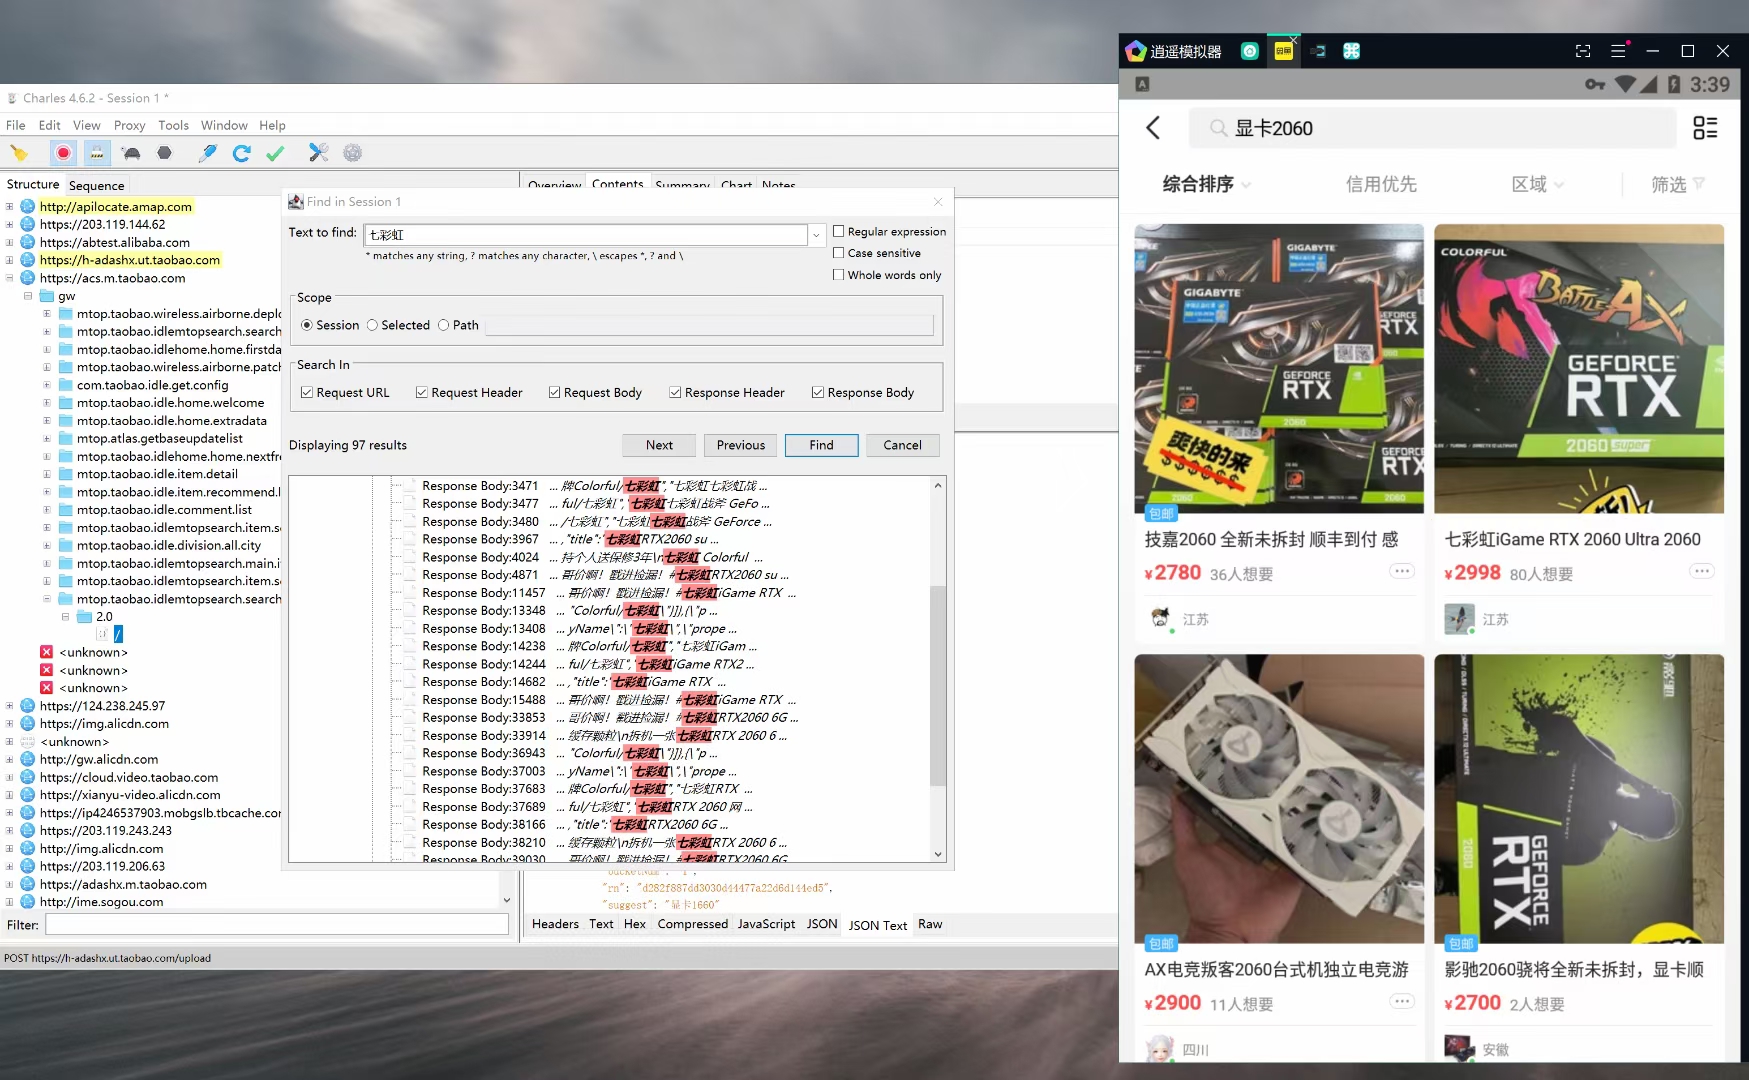 Charles 4.6.2 - Session 1 *
File Edit View Proxy Tools Window Help
Structure Sequence
http://apilocate.amap.com
https://203.119.144.62
https://abtest.alibaba.com
https://h-adashx.ut.taobao.com
https://acs.m.taobao.com
gw
mtop.taobao.wireless.airborne.deplo
mtop.taobao.idlemtopsearch.search
mtop.taobao.idlehome.home.firstda
mtop.taobao.wireless.airborne.patch
com.taobao.idle.get.config
mtop.taobao.idle.home.welcome
mtop.taobao.idle.home.extradata
mtop.atlas.getbaseupdatelist
mtop.taobao.idlehome.home.nextfr
mtop.taobao.idle.item.detail
mtop.taobao.idle.item.recommend.l
mtop.taobao.idle.comment.list
mtop.taobao.idlemtopsearch.item.s
mtop.taobao.idle.division.all.city
mtop.taobao.idlemtopsearch.main.i
mtop.taobao.idlemtopsearch.item.s
mtop.taobao.idlemtopsearch.search
2.0
/
<unknown>
<unknown>
<unknown>
https://124.238.245.97
https://img.alicdn.com
<unknown>
http://gw.alicdn.com
https://cloud.video.taobao.com
https://xianyu-video.alicdn.com
https://ip4246537903.mobgslb.tbcache.com
https://203.119.243.243
http://img.alicdn.com
https://203.119.206.63
https://adashx.m.taobao.com
http://ime.sogou.com
Filter:
POST https://h-adashx.ut.taobao.com/upload
Overview Contents Summary Chart Notes
Find in Session 1
Text to find: 七彩虹
* matches any string, ? matches any character, \ escapes *, ? and \
Regular expression
Case sensitive
Whole words only
Scope
Session Selected Path
Search In
Request URL Request Header Request Body Response Header Response Body
Displaying 97 results
Next Previous Find Cancel
Response Body:3471 ... 牌Colorful/七彩虹","七彩虹七彩虹战 ...
Response Body:3477 ... ful/七彩虹","七彩虹七彩虹战斧 GeFo ...
Response Body:3480 ... /七彩虹","七彩虹七彩虹战斧 GeForce ...
Response Body:3967 ... ,"title":"七彩虹RTX2060 su ...
Response Body:4024 ... 持个人送保修3年\n七彩虹 Colorful ...
Response Body:4871 ... 哥价啊！戳进捡漏！#七彩虹RTX2060 su ...
Response Body:11457 ... 哥价啊！戳进捡漏！#七彩虹iGame RTX ...
Response Body:13348 ... "Colorful/七彩虹\"}]},{\"p ...
Response Body:13408 ... yName\":\"七彩虹\",\"prope ...
Response Body:14238 ... 牌Colorful/七彩虹","七彩虹iGam ...
Response Body:14244 ... ful/七彩虹","七彩虹iGame RTX2 ...
Response Body:14682 ... ,"title":"七彩虹iGame RTX ...
Response Body:15488 ... 哥价啊！戳进捡漏！#七彩虹iGame RTX ...
Response Body:33853 ... 哥价啊！戳进捡漏！#七彩虹RTX2060 6G ...
Response Body:33914 ... 缓存颗粒\n拆机一张七彩虹RTX 2060 6 ...
Response Body:36943 ... "Colorful/七彩虹\"}]},{\"p ...
Response Body:37003 ... yName\":\"七彩虹\",\"prope ...
Response Body:37683 ... 牌Colorful/七彩虹","七彩虹RTX ...
Response Body:37689 ... ful/七彩虹","七彩虹RTX 2060 网 ...
Response Body:38166 ... ,"title":"七彩虹RTX2060 6G ...
Response Body:38210 ... 缓存颗粒\n拆机一张七彩虹RTX 2060 6 ...
Response Body:39030 ... 哥价啊！戳进捡漏！#七彩虹RTX2060 6G
"bucketNum": "1",
"rn": "d282f887dd3030d44477a22d6d144ed5",
"suggest": "显卡1660"
Headers Text Hex Compressed JavaScript JSON JSON Text Raw
逍遥模拟器
3:39
显卡2060
综合排序 信用优先 区域 筛选
GIGABYTE
GIGABYTE
GEFORCE
RTX
2060
爽快的来
$$$$$$
包邮
技嘉2060 全新未拆封 顺丰到付 感
¥2780 36人想要
江苏
COLORFUL
BATTLE AX
GEFORCE
RTX
2060 super
七彩虹iGame RTX 2060 Ultra 2060
¥2998 80人想要
江苏
包邮
AX电竞叛客2060台式机独立电竞游
¥2900 11人想要
四川
GEFORCE
RTX
2060
包邮
影驰2060骁将全新未拆封，显卡顺
¥2700 2人想要
安徽